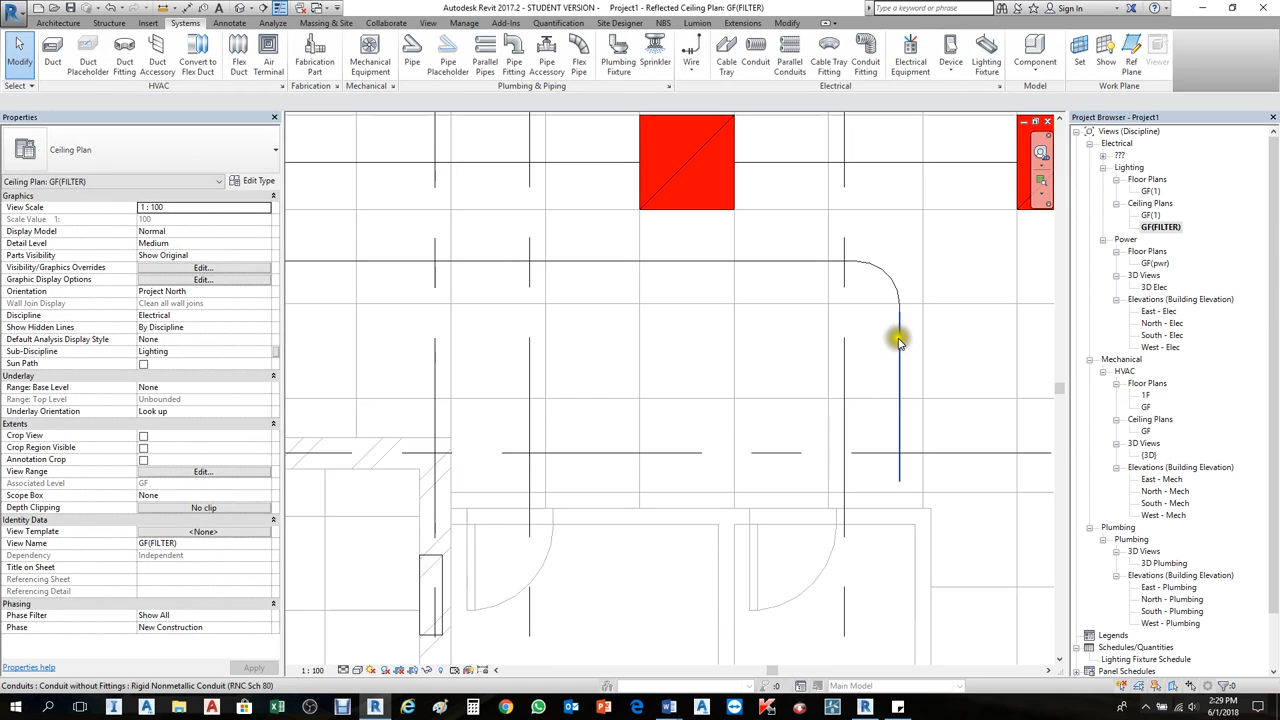 Autodesk Revit 2017.2 - STUDENT VERSION - Project1 - Reflected Ceiling Plan: GF(FILTER)
Type a keyword or phrase
Sign In
Architecture Structure Insert Systems Annotate Analyze Massing & Site Collaborate View Manage Add-Ins Quantification Site Designer NBS Lumion Extensions Modify
Modify
Duct
Duct Placeholder
Duct Fitting
Duct Accessory
Convert to Flex Duct
Flex Duct
Air Terminal
Fabrication Part
Mechanical Equipment
Pipe
Pipe Placeholder
Parallel Pipes
Pipe Fitting
Pipe Accessory
Flex Pipe
Plumbing Fixture
Sprinkler
Wire
Cable Tray
Conduit
Parallel Conduits
Cable Tray Fitting
Conduit Fitting
Electrical Equipment
Device
Lighting Fixture
Component
Set
Show
Ref Plane
Viewer
Select HVAC Fabrication Mechanical Plumbing & Piping Electrical Model Work Plane
Properties
Ceiling Plan
Ceiling Plan: GF(FILTER) Edit Type
Graphics
View Scale 1 : 100
Scale Value 1: 100
Display Model Normal
Detail Level Medium
Parts Visibility Show Original
Visibility/Graphics Overrides Edit...
Graphic Display Options Edit...
Orientation Project North
Wall Join Display Clean all wall joins
Discipline Electrical
Show Hidden Lines By Discipline
Default Analysis Display Style None
Sub-Discipline Lighting
Sun Path
Underlay
Range: Base Level None
Range: Top Level Unbounded
Underlay Orientation Look up
Extents
Crop View
Crop Region Visible
Annotation Crop
View Range Edit...
Associated Level GF
Scope Box None
Depth Clipping No clip
Identity Data
View Template <None>
View Name GF(FILTER)
Dependency Independent
Title on Sheet
Referencing Sheet
Referencing Detail
Phasing
Phase Filter Show All
Phase New Construction
Properties help Apply
1 : 100
Project Browser - Project1
Views (Discipline)
Electrical
???
Lighting
Floor Plans
GF(1)
Ceiling Plans
GF(1)
GF(FILTER)
Power
Floor Plans
GF(pwr)
3D Views
3D Elec
Elevations (Building Elevation)
East - Elec
North - Elec
South - Elec
West - Elec
Mechanical
HVAC
Floor Plans
1F
GF
Ceiling Plans
GF
3D Views
{3D}
Elevations (Building Elevation)
East - Mech
North - Mech
South - Mech
West - Mech
Plumbing
Plumbing
3D Views
3D Plumbing
Elevations (Building Elevation)
East - Plumbing
North - Plumbing
South - Plumbing
West - Plumbing
Legends
Schedules/Quantities
Lighting Fixture Schedule
Panel Schedules
Conduits : Conduit without Fittings : Rigid Nonmetallic Conduit (RNC Sch 80)
:0 Main Model :0
2:29 PM
6/1/2018